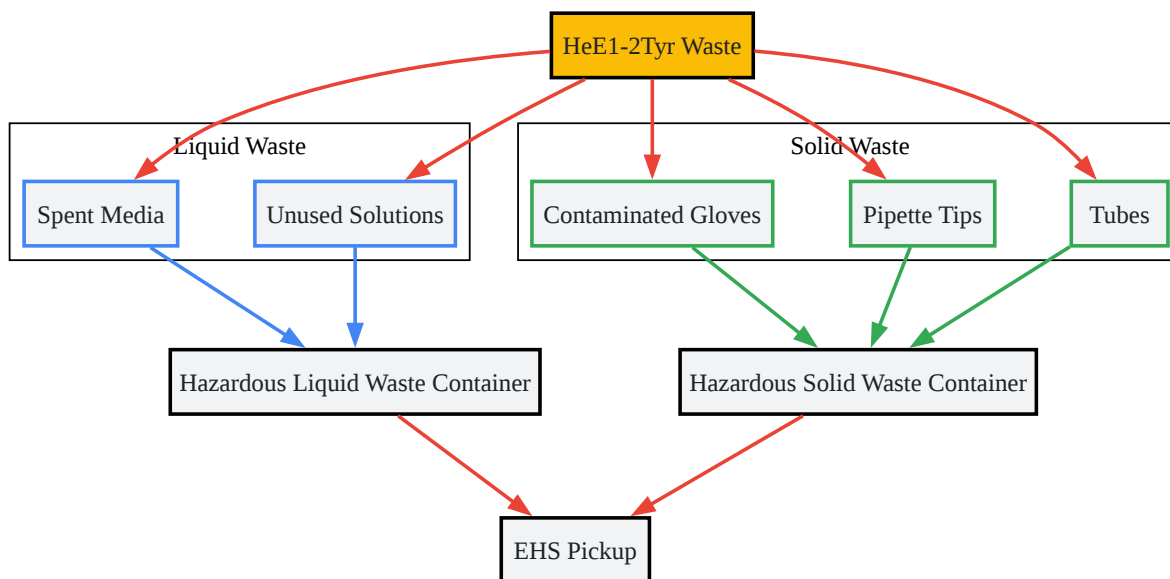 HeE1-2Tyr Waste
Liquid Waste
Solid Waste
Spent Media
Unused Solutions
Contaminated Gloves
Pipette Tips
Tubes
Hazardous Liquid Waste Container
Hazardous Solid Waste Container
EHS Pickup